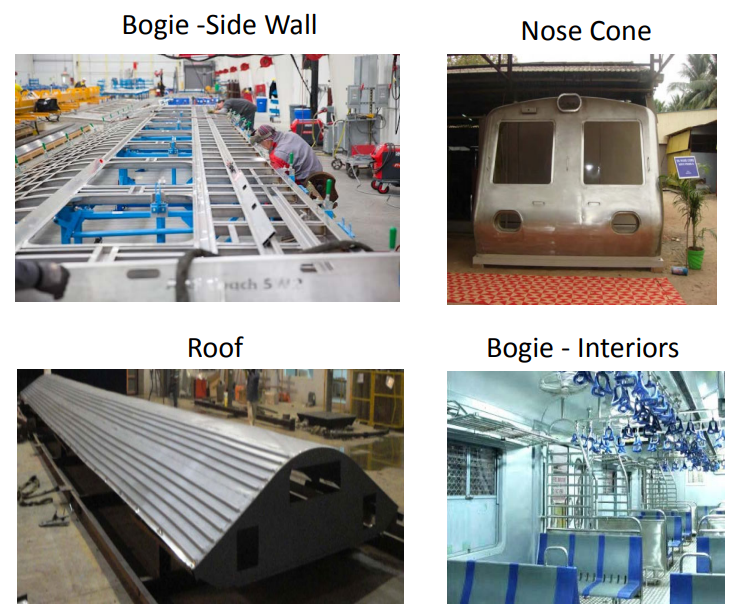 Bogie -Side Wall
Nose Cone
Roof
Bogie - Interiors